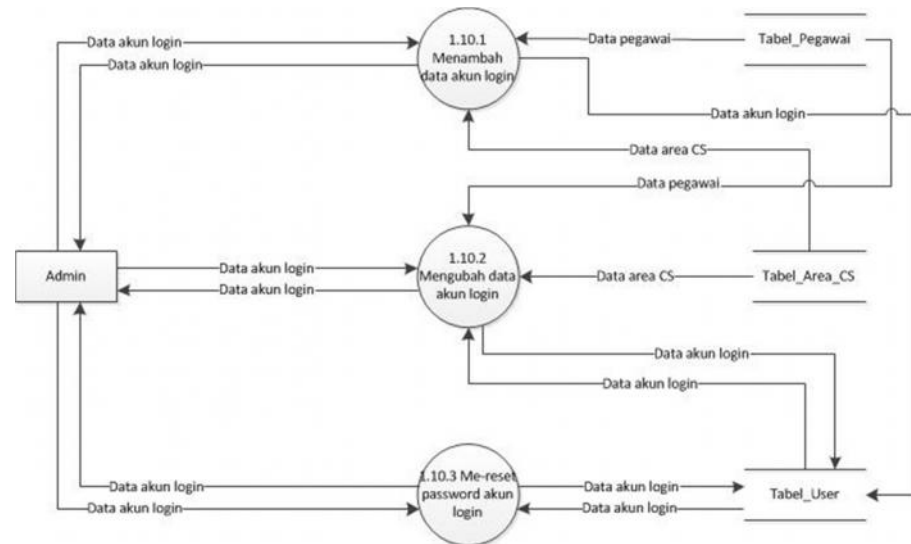 Data akun login
1.10.1
Menambah
data akun login
Data pegawai
Tabel_Pegawai
Data akun login
Data akun login
Data area CS
Data pegawai
Admin
Data akun login
Data akun login
1.10.2
Mengubah data
akun login
Data area CS
Tabel_Area_CS
Data akun login
Data akun login
Data akun login
Data akun login
1.10.3 Me-reset
password akun
login
Data akun login
Data akun login
Tabel_User